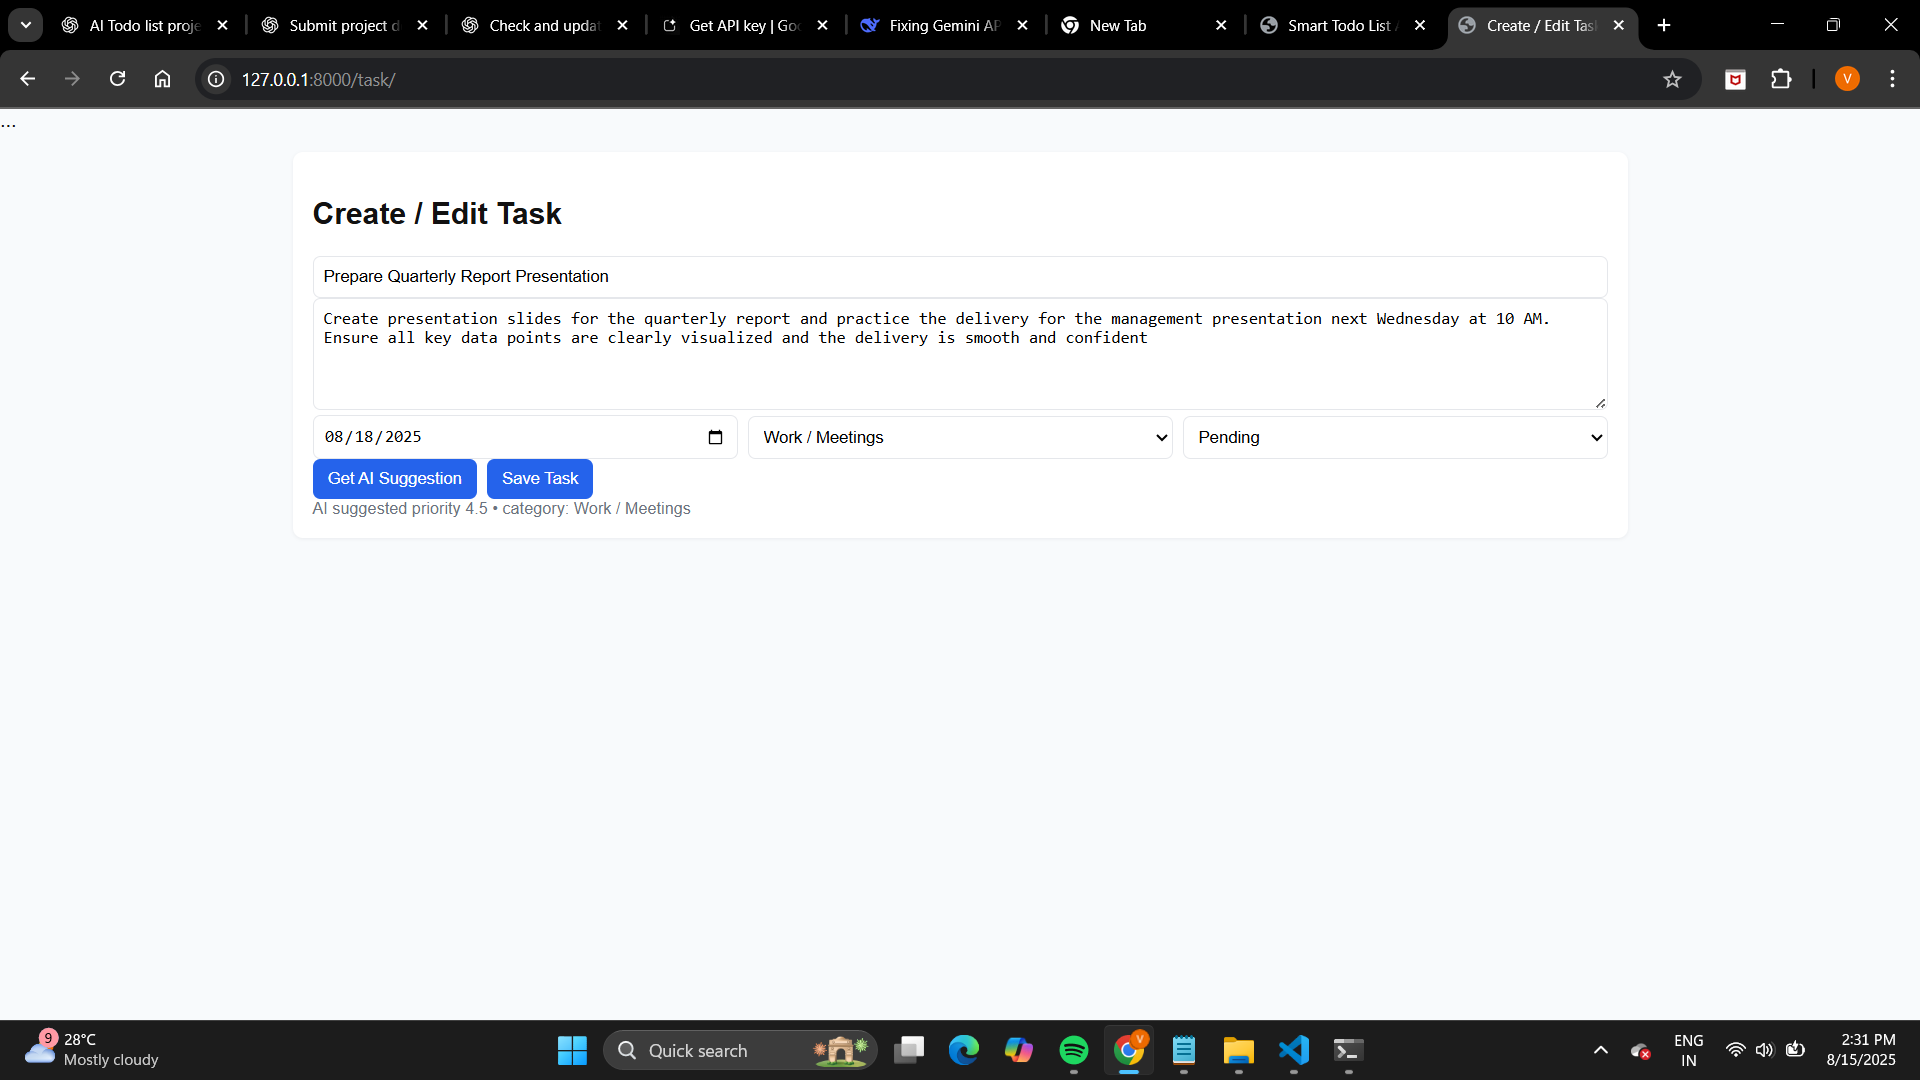 AI Todo list proje
Submit project d
Check and updat
Get API key | Goo
Fixing Gemini AP
New Tab
Smart Todo List
Create / Edit Tas
127.0.0.1:8000/task/
V
...
Create / Edit Task
Prepare Quarterly Report Presentation
Create presentation slides for the quarterly report and practice the delivery for the management presentation next Wednesday at 10 AM.
Ensure all key data points are clearly visualized and the delivery is smooth and confident
08/18/2025
Work / Meetings
Pending
Get AI Suggestion
Save Task
AI suggested priority 4.5 • category: Work / Meetings
9
28°C
Mostly cloudy
Quick search
V
ENG
IN
2:31 PM
8/15/2025